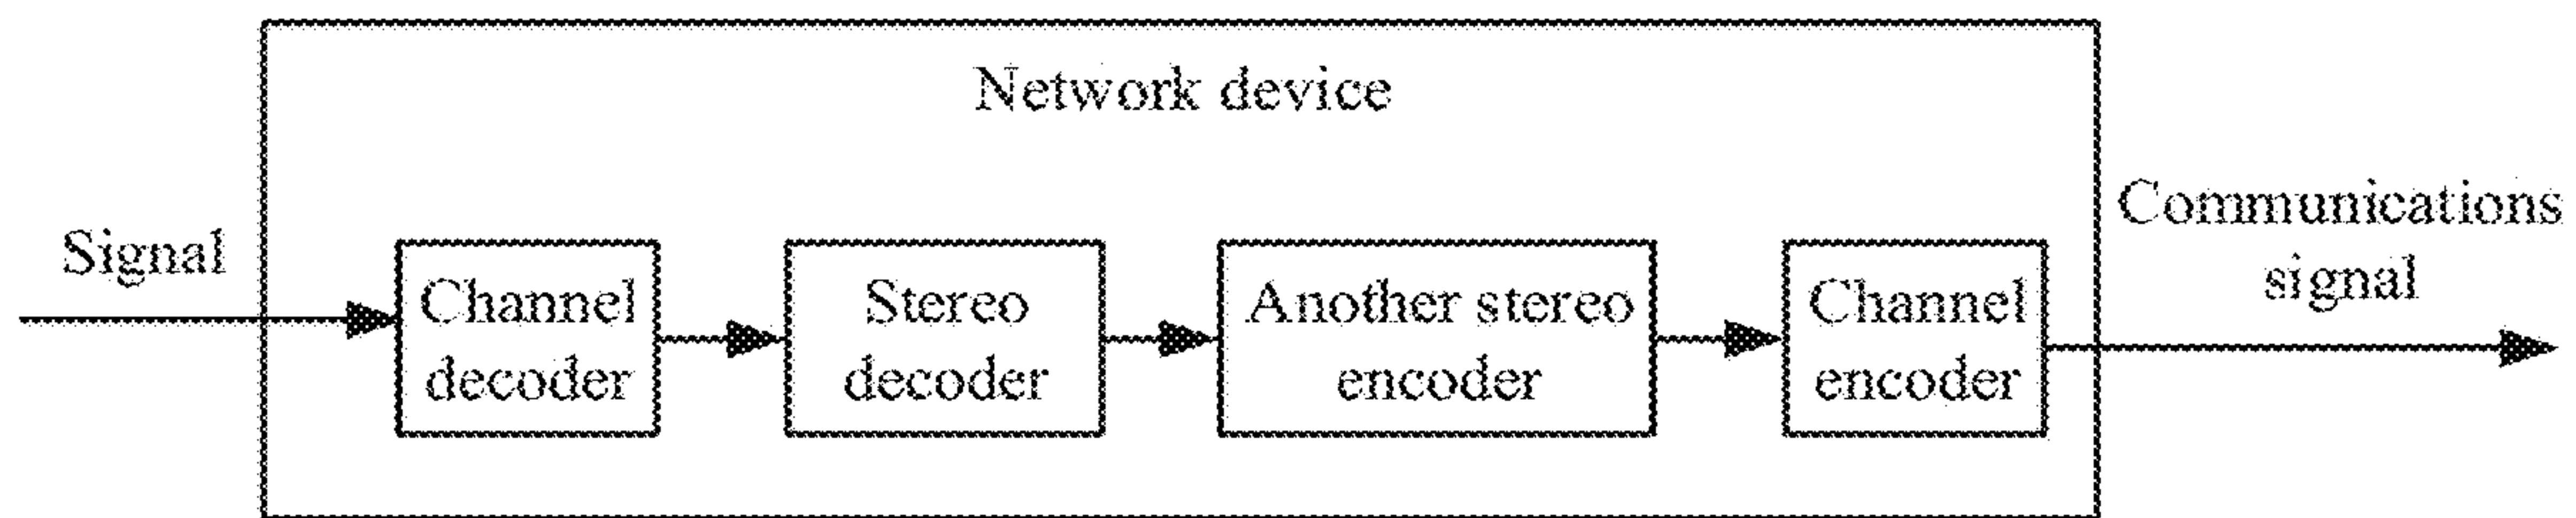 Network device
Signal
Channel
decoder
Stereo
decoder
Another stereo
encoder
Channel
encoder
Communications
signal